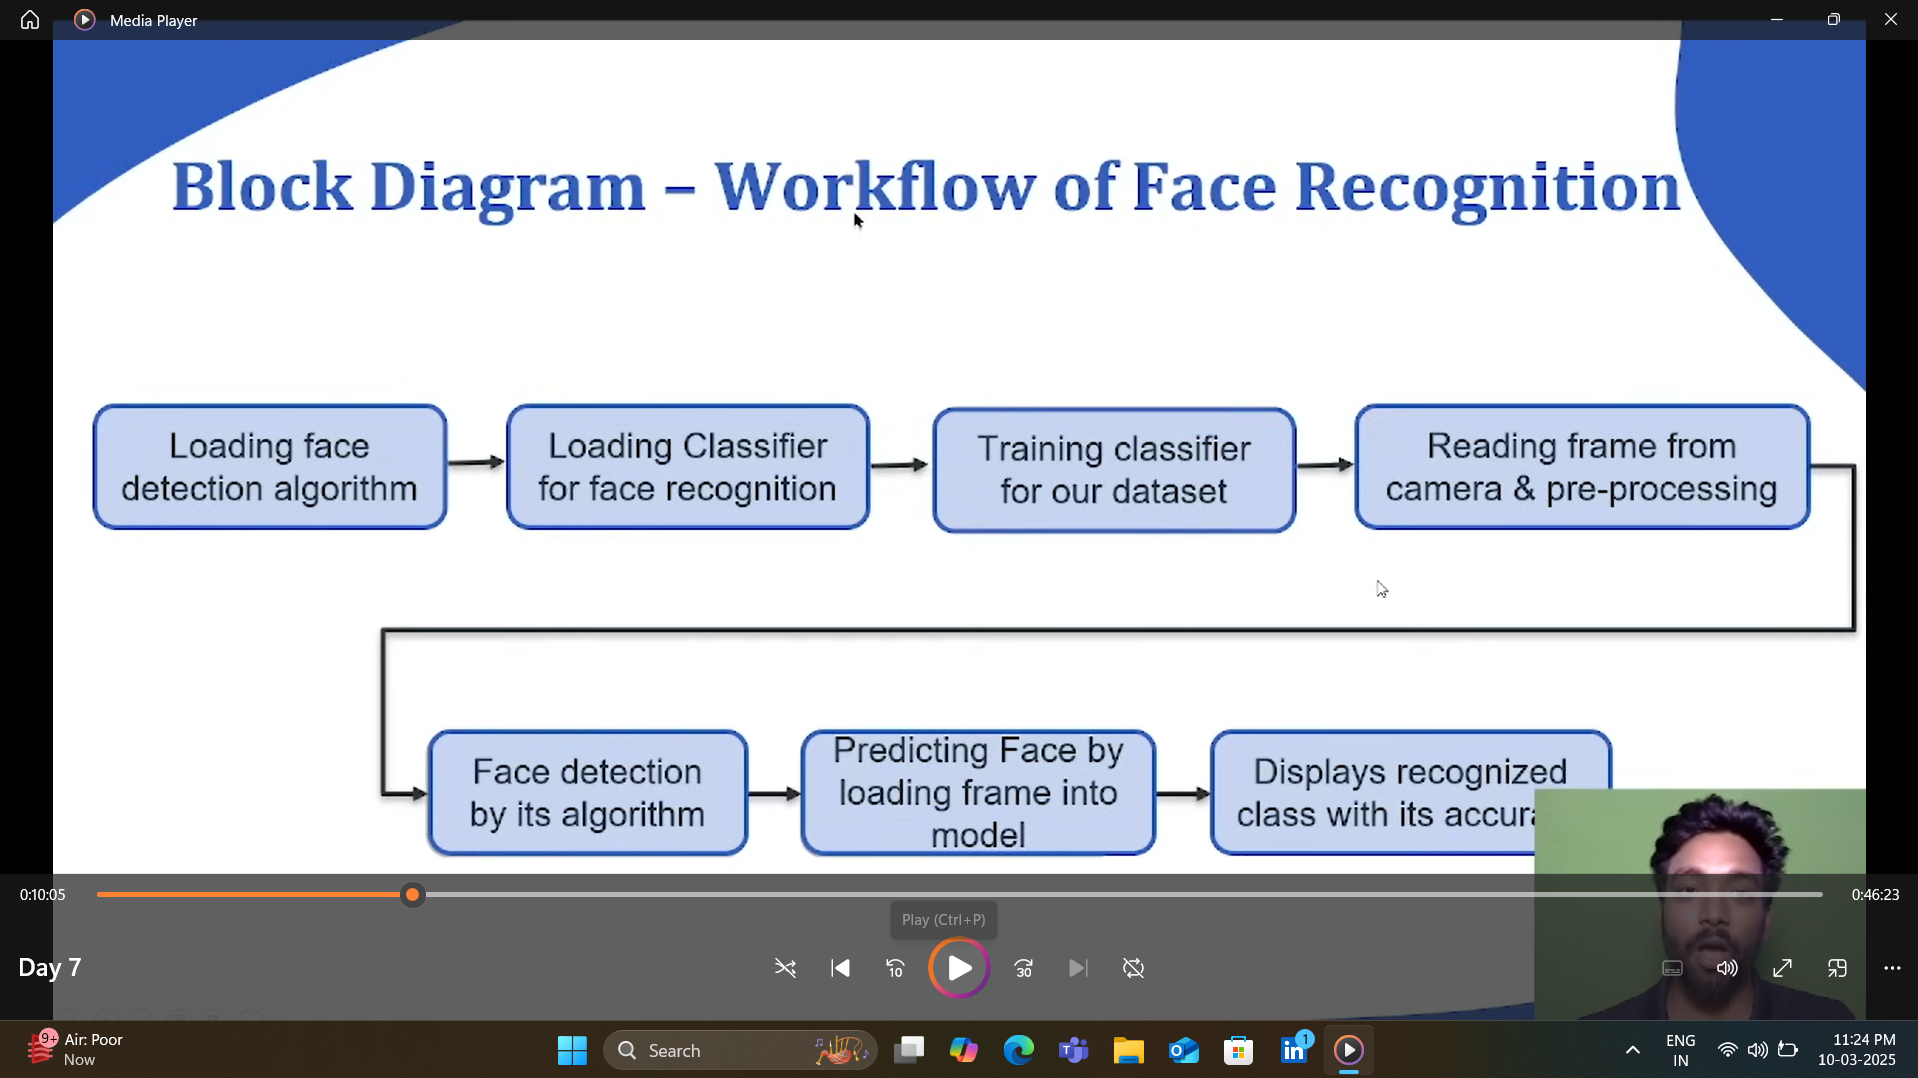 Media Player
Block Diagram – Workflow of Face Recognition
Loading face
detection algorithm
Loading Classifier
for face recognition
Training classifier
for our dataset
Reading frame from
camera & pre-processing
Face detection
by its algorithm
Predicting Face by
loading frame into
model
Displays recognized
class with its
0:10:05
0:46:23
Play (Ctrl+P)
Day 7
10
30
9+
Air: Poor
Now
Search
1
ENG
IN
11:24 PM
10-03-2025